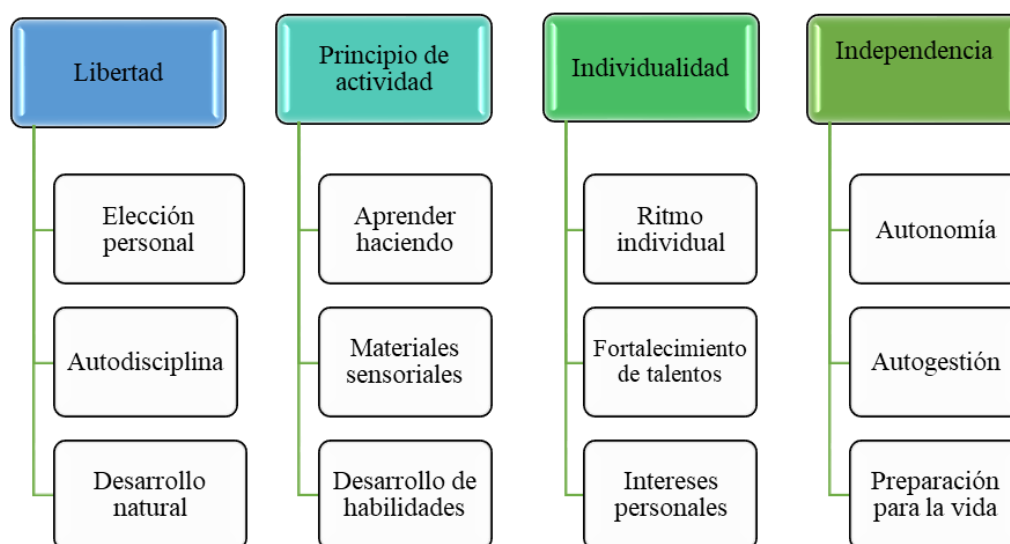 Libertad
Elección
personal
Autodisciplina
Desarrollo
natural
Principio de
actividad
Aprender
haciendo
Materiales
sensoriales
Desarrollo de
habilidades
Individualidad
Ritmo
individual
Fortalecimiento
de talentos
Intereses
personales
Independencia
Autonomía
Autogestión
Preparación
para la vida